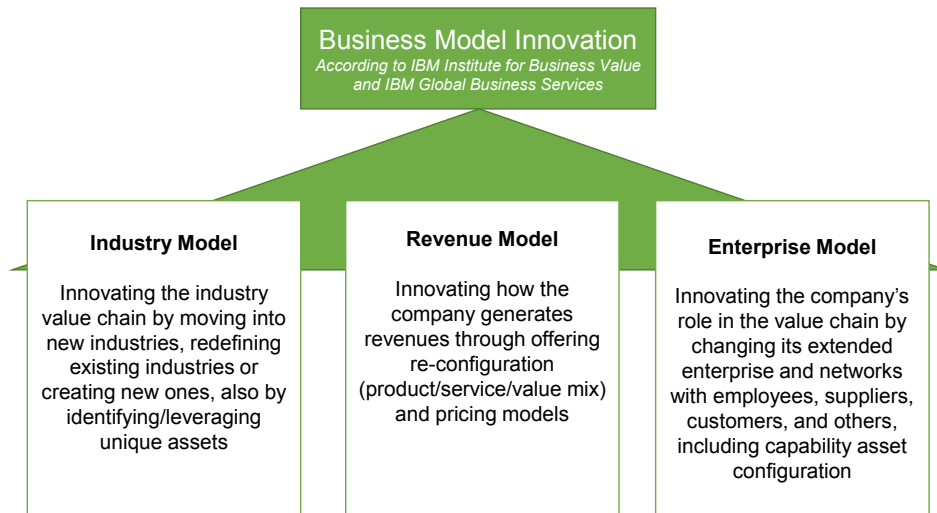 Business Model Innovation
According to IBM Institute for Business Value
and IBM Global Business Services
Industry Model
Innovating the industry
value chain by moving into
new industries, redefining
existing industries or
creating new ones, also by
identifying/leveraging
unique assets
Revenue Model
Innovating how the
company generates
revenues through offering
re-configuration
(product/service/value mix)
and pricing models
Enterprise Model
Innovating the company’s
role in the value chain by
changing its extended
enterprise and networks
with employees, suppliers,
customers, and others,
including capability asset
configuration